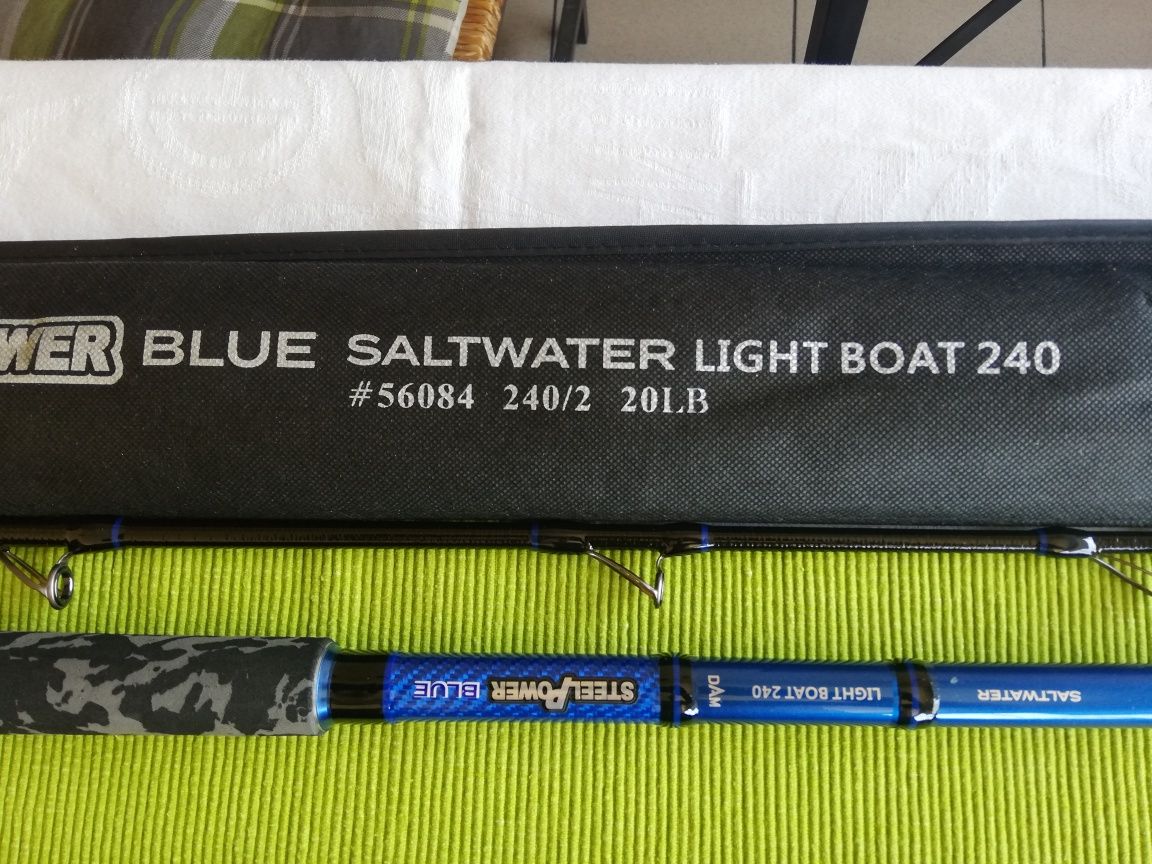 WER BLUE SALTWATER LIGHT BOAT 240
#56084 240/2 20LB
STEELPOWER BLUE
DAM
LIGHT BOAT 240
SALTWATER